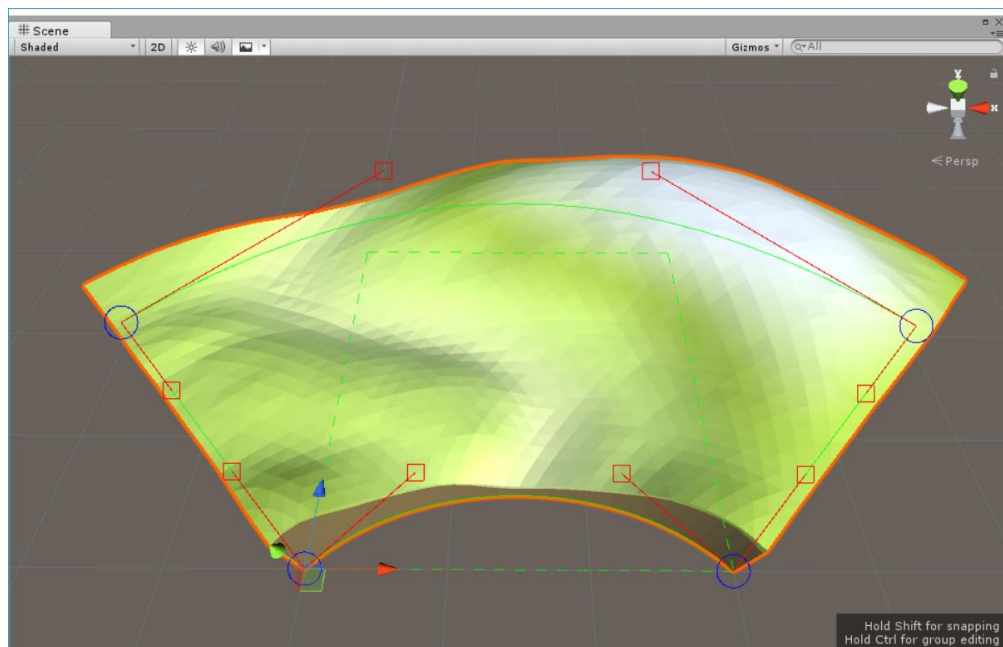 Scene
Shaded
2D
Gizmos
All
y
x
Persp
Hold Shift for snapping
Hold Ctrl for group editing